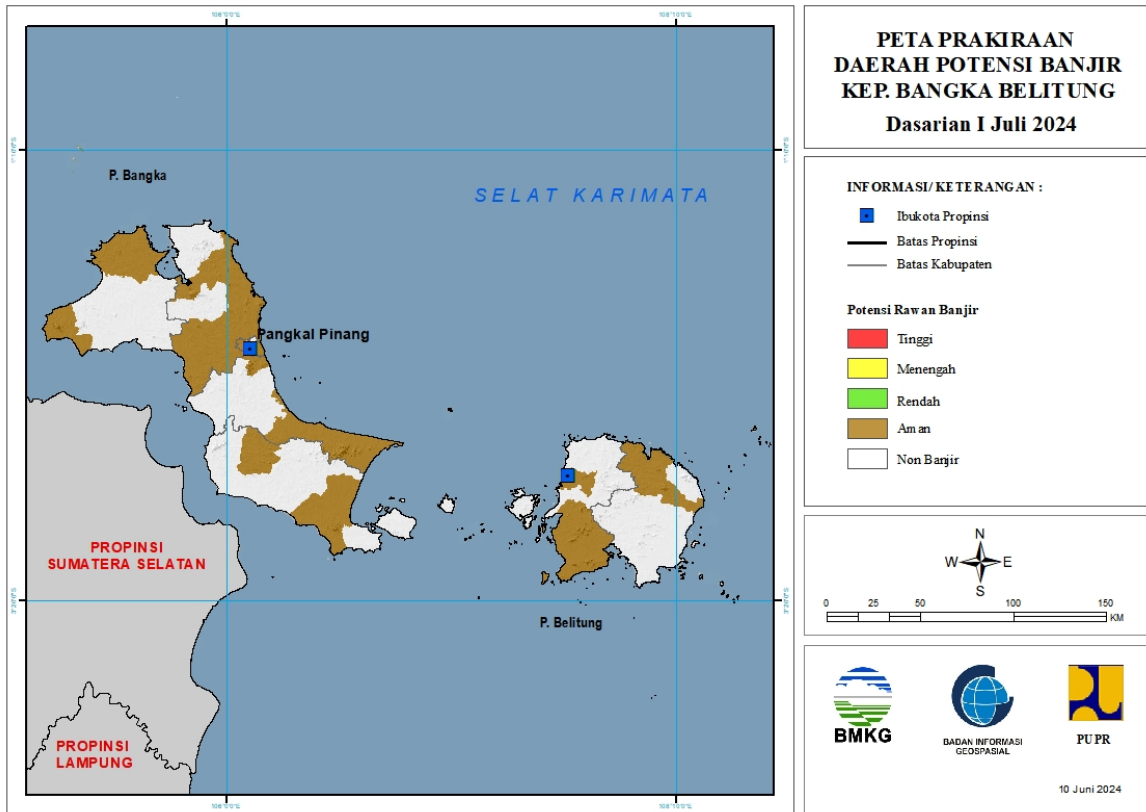 PETA PRAKIRAAN
DAERAH POTENSI BANJIR
KEP. BANGKA BELITUNG
Dasarian I Juli 2024
P. Bangka
SELAT KARIMATA
Pangkal Pinang
PROPINSI
SUMATERA SELATAN
P. Belitung
PROPINSI
LAMPUNG
INFORMASI/ KETERANGAN :
Ibukota Propinsi
Batas Propinsi
Batas Kabupaten
Potensi Rawan Banjir
Tinggi
Menengah
Rendah
Aman
Non Banjir
N
W E
S
0 25 50 100 150
KM
BMKG
BADAN INFORMASI
GEOSPASIAL
PUPR
10 Juni 2024